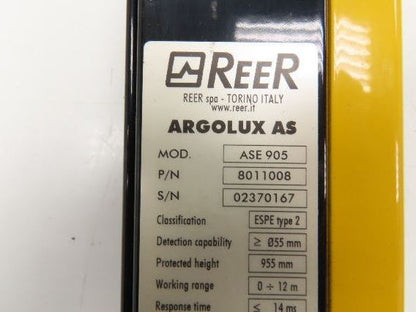 REER
REER spa - TORINO ITALY
www.reer.it
ARGOLUX AS
MOD. ASE 905
P/N 8011008
S/N 02370167
Classification ESPE type 2
Detection capability ≥ Ø55 mm
Protected height 955 mm
Working range 0 ÷ 12 m
Response time ≤ 14 ms